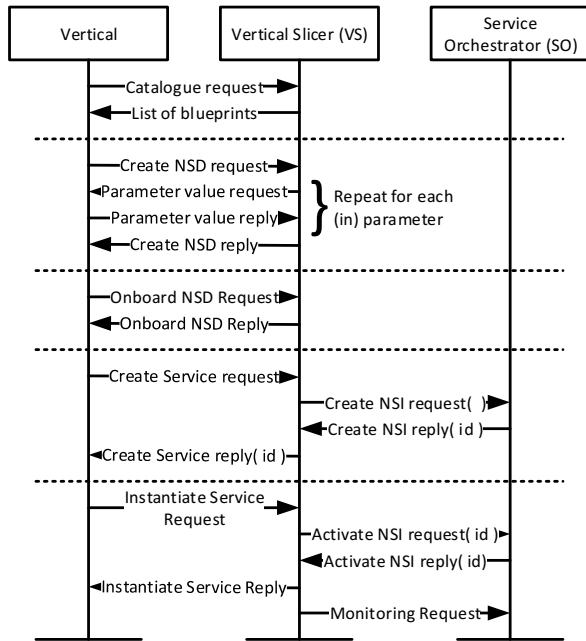 Vertical
Vertical Slicer (VS)
Service
Orchestrator (SO)
Catalogue request
List of blueprints
Create NSD request
Parameter value request
Parameter value reply
Create NSD reply
Repeat for each
(in) parameter
Onboard NSD Request
Onboard NSD Reply
Create Service request
Create NSI request( )
Create NSI reply( id )
Create Service reply( id )
Instantiate Service
Request
Activate NSI request( id )
Activate NSI reply( id)
Instantiate Service Reply
Monitoring Request